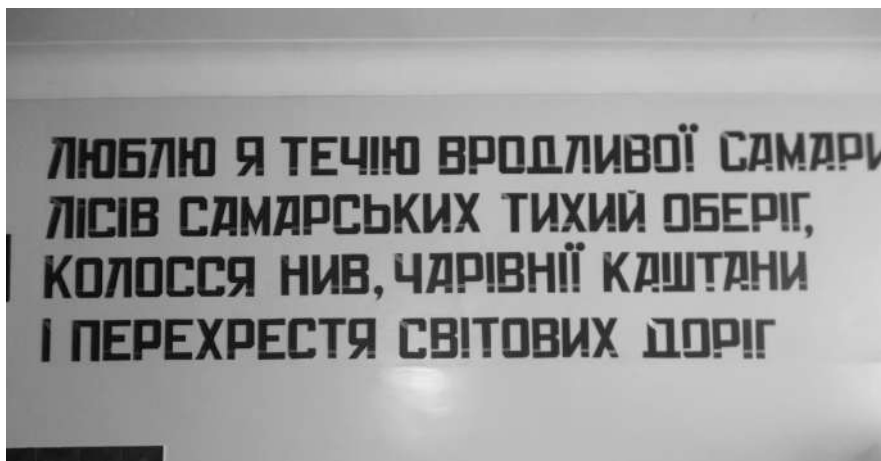 ЛЮБЛЮ Я ТЕЧІЮ ВРОДЛИВОЇ САМАРИ
ЛІСІВ САМАРСЬКИХ ТИХИЙ ОБЕРІГ,
КОЛОССЯ НИВ, ЧАРІВНІЇ КАШТАНИ
І ПЕРЕХРЕСТЯ СВІТОВИХ ДОРІГ